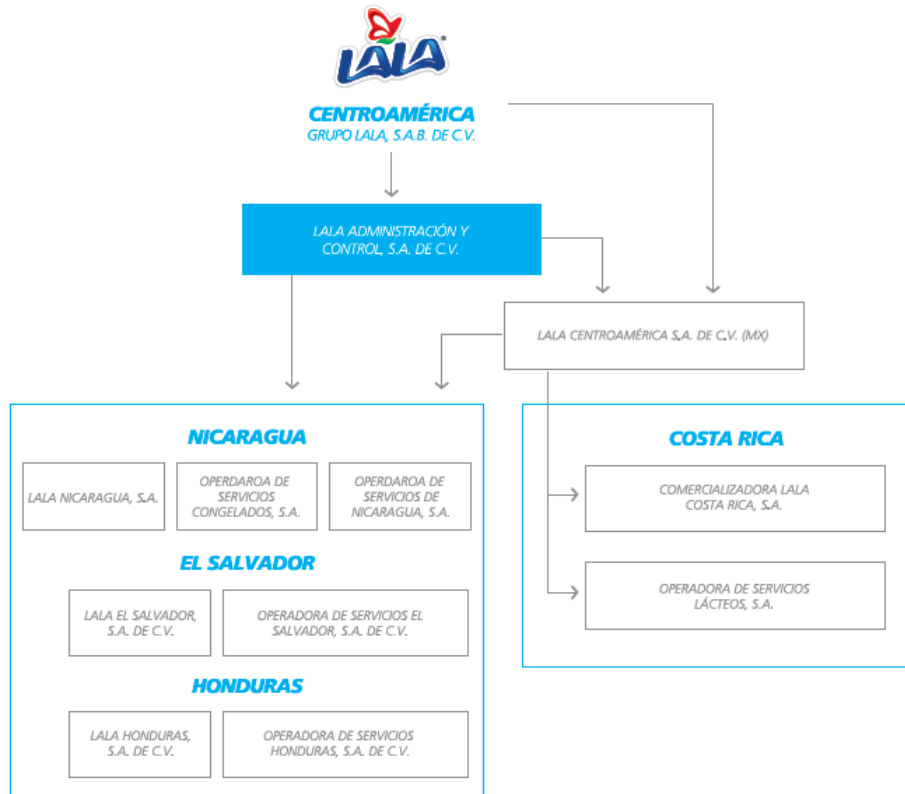 LALA
CENTROAMÉRICA
GRUPO LALA, S.A.B. DE C.V.
LALA ADMINISTRACIÓN Y
CONTROL, S.A. DE C.V.
LALA CENTROAMÉRICA S.A. DE C.V. (MX)
NICARAGUA
LALA NICARAGUA, S.A.
OPERDAROA DE
SERVICIOS
CONGELADOS, S.A.
OPERDAROA DE
SERVICIOS DE
NICARAGUA, S.A.
EL SALVADOR
LALA EL SALVADOR,
S.A. DE C.V.
OPERADORA DE SERVICIOS EL
SALVADOR, S.A. DE C.V.
HONDURAS
LALA HONDURAS,
S.A. DE C.V.
OPERADORA DE SERVICIOS
HONDURAS, S.A. DE C.V.
COSTA RICA
COMERCIALIZADORA LALA
COSTA RICA, S.A.
OPERADORA DE SERVICIOS
LÁCTEOS, S.A.